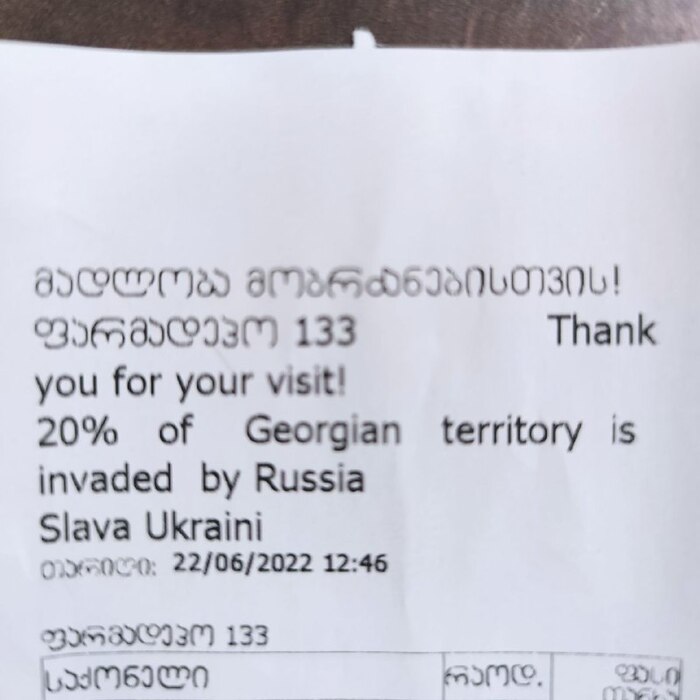 მადლობა მობრძანებისთვის!
ფარმადეპო 133 Thank
you for your visit!
20% of Georgian territory is
invaded by Russia
Slava Ukraini
თარიღი: 22/06/2022 12:46
ფარმადეპო 133
საქონელი რაოდ. ფასი